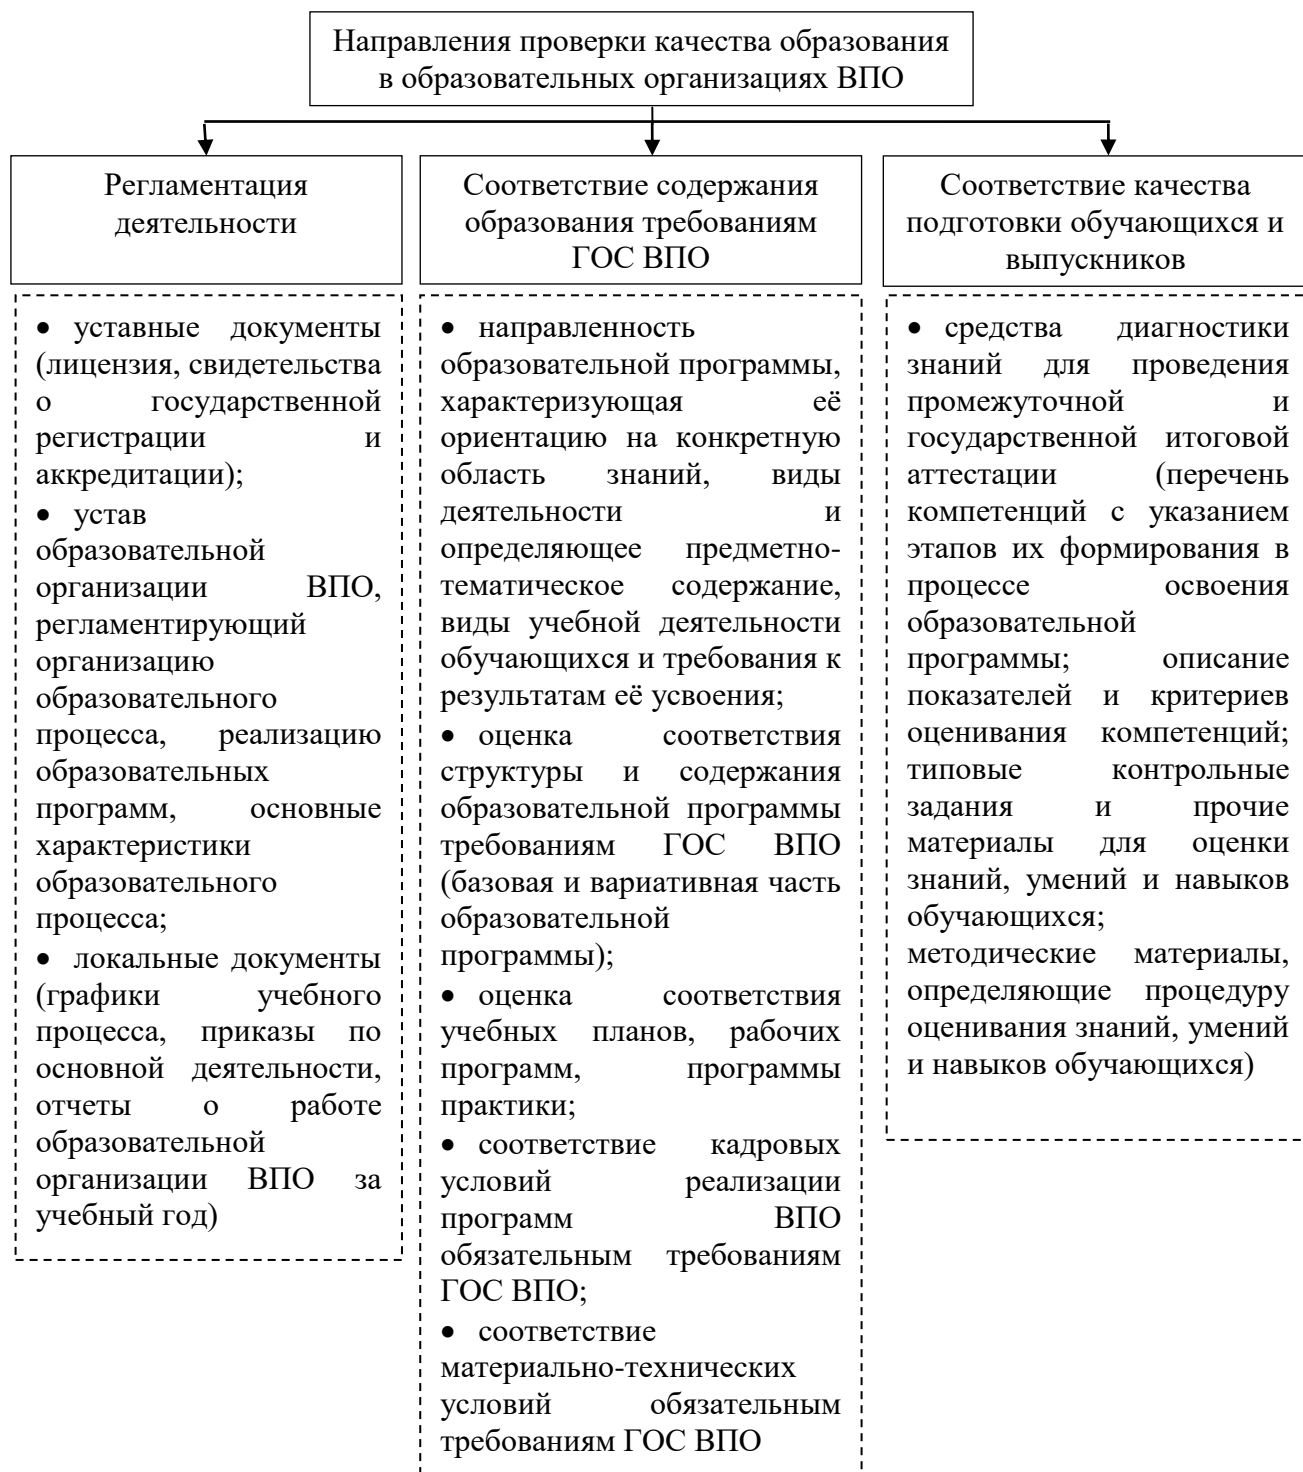 Направления проверки качества образования
в образовательных организациях ВПО
Регламентация
деятельности
Соответствие содержания
образования требованиям
ГОС ВПО
Соответствие качества
подготовки обучающихся и
выпускников
• уставные документы
(лицензия, свидетельства
о государственной
регистрации и
аккредитации);
• устав
образовательной
организации ВПО,
регламентирующий
организацию
образовательного
процесса, реализацию
образовательных
программ, основные
характеристики
образовательного
процесса;
• локальные документы
(графики учебного
процесса, приказы по
основной деятельности,
отчеты о работе
образовательной
организации ВПО за
учебный год)
• направленность
образовательной программы,
характеризующая её
ориентацию на конкретную
область знаний, виды
деятельности и
определяющее предметно-
тематическое содержание,
виды учебной деятельности
обучающихся и требования к
результатам её усвоения;
• оценка соответствия
структуры и содержания
образовательной программы
требованиям ГОС ВПО
(базовая и вариативная часть
образовательной
программы);
• оценка соответствия
учебных планов, рабочих
программ, программы
практики;
• соответствие кадровых
условий реализации
программ ВПО
обязательным требованиям
ГОС ВПО;
• соответствие
материально-технических
условий обязательным
требованиям ГОС ВПО
• средства диагностики
знаний для проведения
промежуточной и
государственной итоговой
аттестации (перечень
компетенций с указанием
этапов их формирования в
процессе освоения
образовательной
программы; описание
показателей и критериев
оценивания компетенций;
типовые контрольные
задания и прочие
материалы для оценки
знаний, умений и навыков
обучающихся;
методические материалы,
определяющие процедуру
оценивания знаний, умений
и навыков обучающихся)